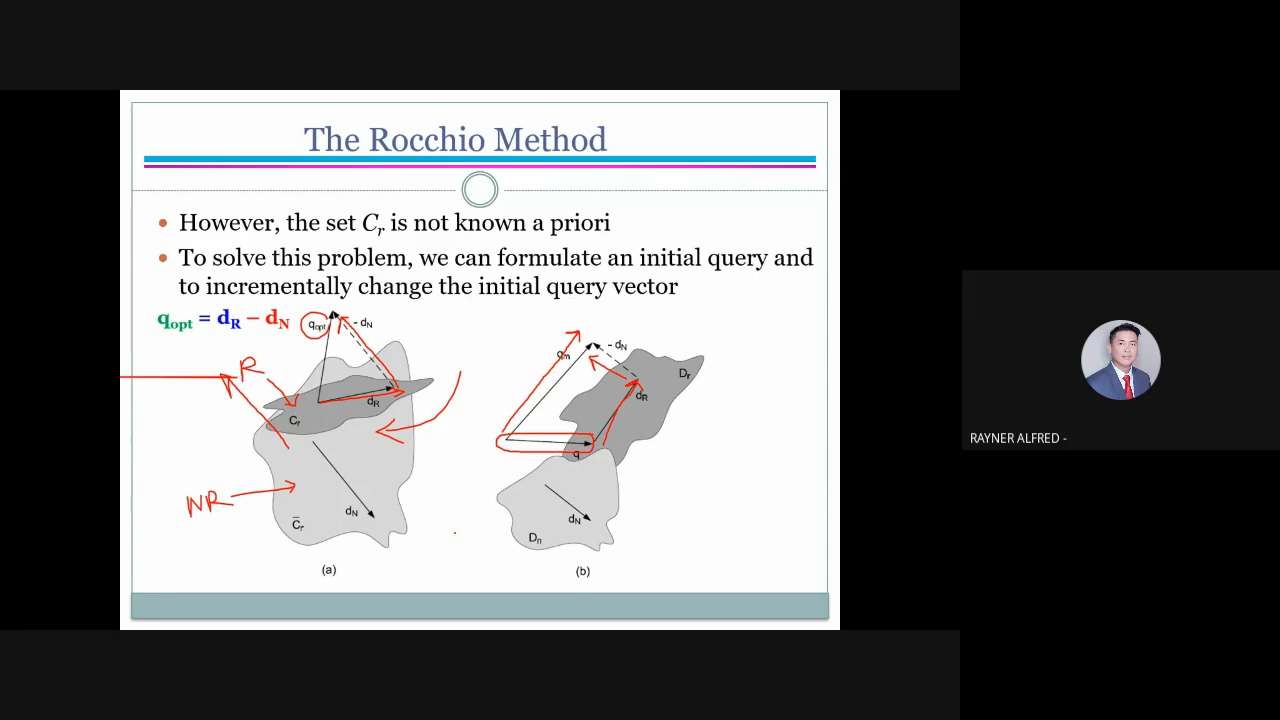 The Rocchio Method
However, the set Cr is not known a priori
To solve this problem, we can formulate an initial query and
to incrementally change the initial query vector
qopt = dR − dN
qopt
- dN
R
dR
Cr
NR
dN
C̅r
(a)
qm
- dN
Dr
dR
q
dN
Dn
(b)
RAYNER ALFRED -